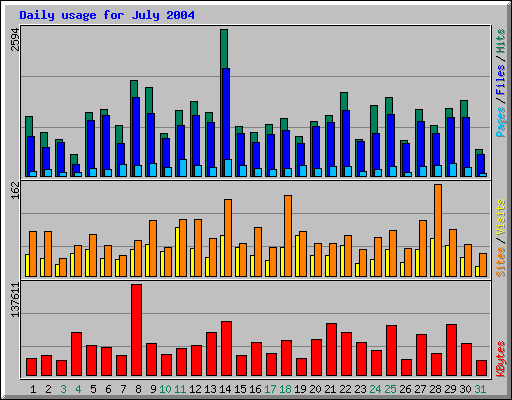 Daily usage for July 2004
2594
Pages / Files / Hits
162
Sites / Visits
137611
KBytes
1 2 3 4 5 6 7 8 9 10 11 12 13 14 15 16 17 18 19 20 21 22 23 24 25 26 27 28 29 30 31